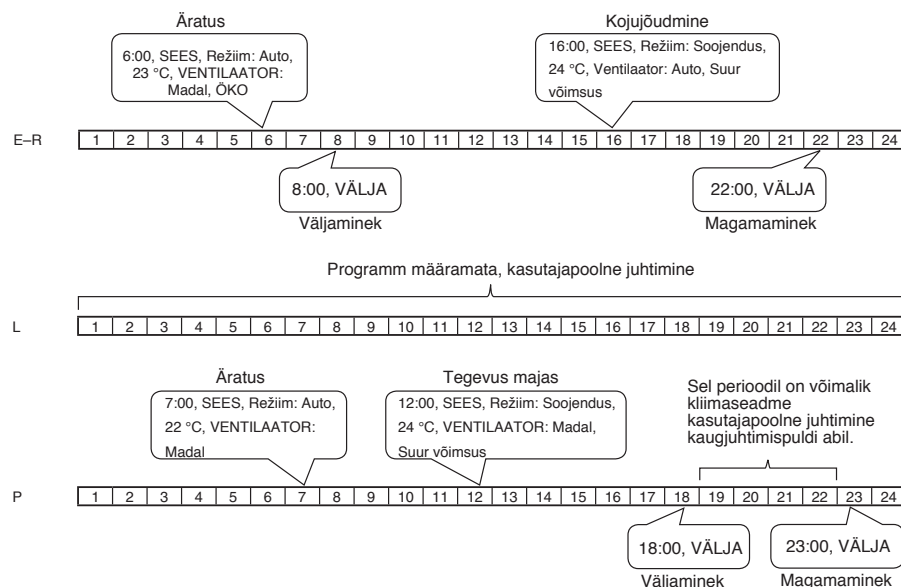 Äratus
6:00, SEES, Režiim: Auto,
23 °C, VENTILAATOR:
Madal, ÖKO
Kojujõudmine
16:00, SEES, Režiim: Soojendus,
24 °C, Ventilaator: Auto, Suur
võimsus
E–R 1 2 3 4 5 6 7 8 9 10 11 12 13 14 15 16 17 18 19 20 21 22 23 24
8:00, VÄLJA
Väljaminek
22:00, VÄLJA
Magamaminek
Programm määramata, kasutajapoolne juhtimine
L 1 2 3 4 5 6 7 8 9 10 11 12 13 14 15 16 17 18 19 20 21 22 23 24
Äratus
7:00, SEES, Režiim: Auto,
22 °C, VENTILAATOR:
Madal
Tegevus majas
12:00, SEES, Režiim: Soojendus,
24 °C, VENTILAATOR: Madal,
Suur võimsus
Sel perioodil on võimalik
kliimaseadme
kasutajapoolne juhtimine
kaugjuhtimispuldi abil.
P 1 2 3 4 5 6 7 8 9 10 11 12 13 14 15 16 17 18 19 20 21 22 23 24
18:00, VÄLJA
Väljaminek
23:00, VÄLJA
Magamaminek